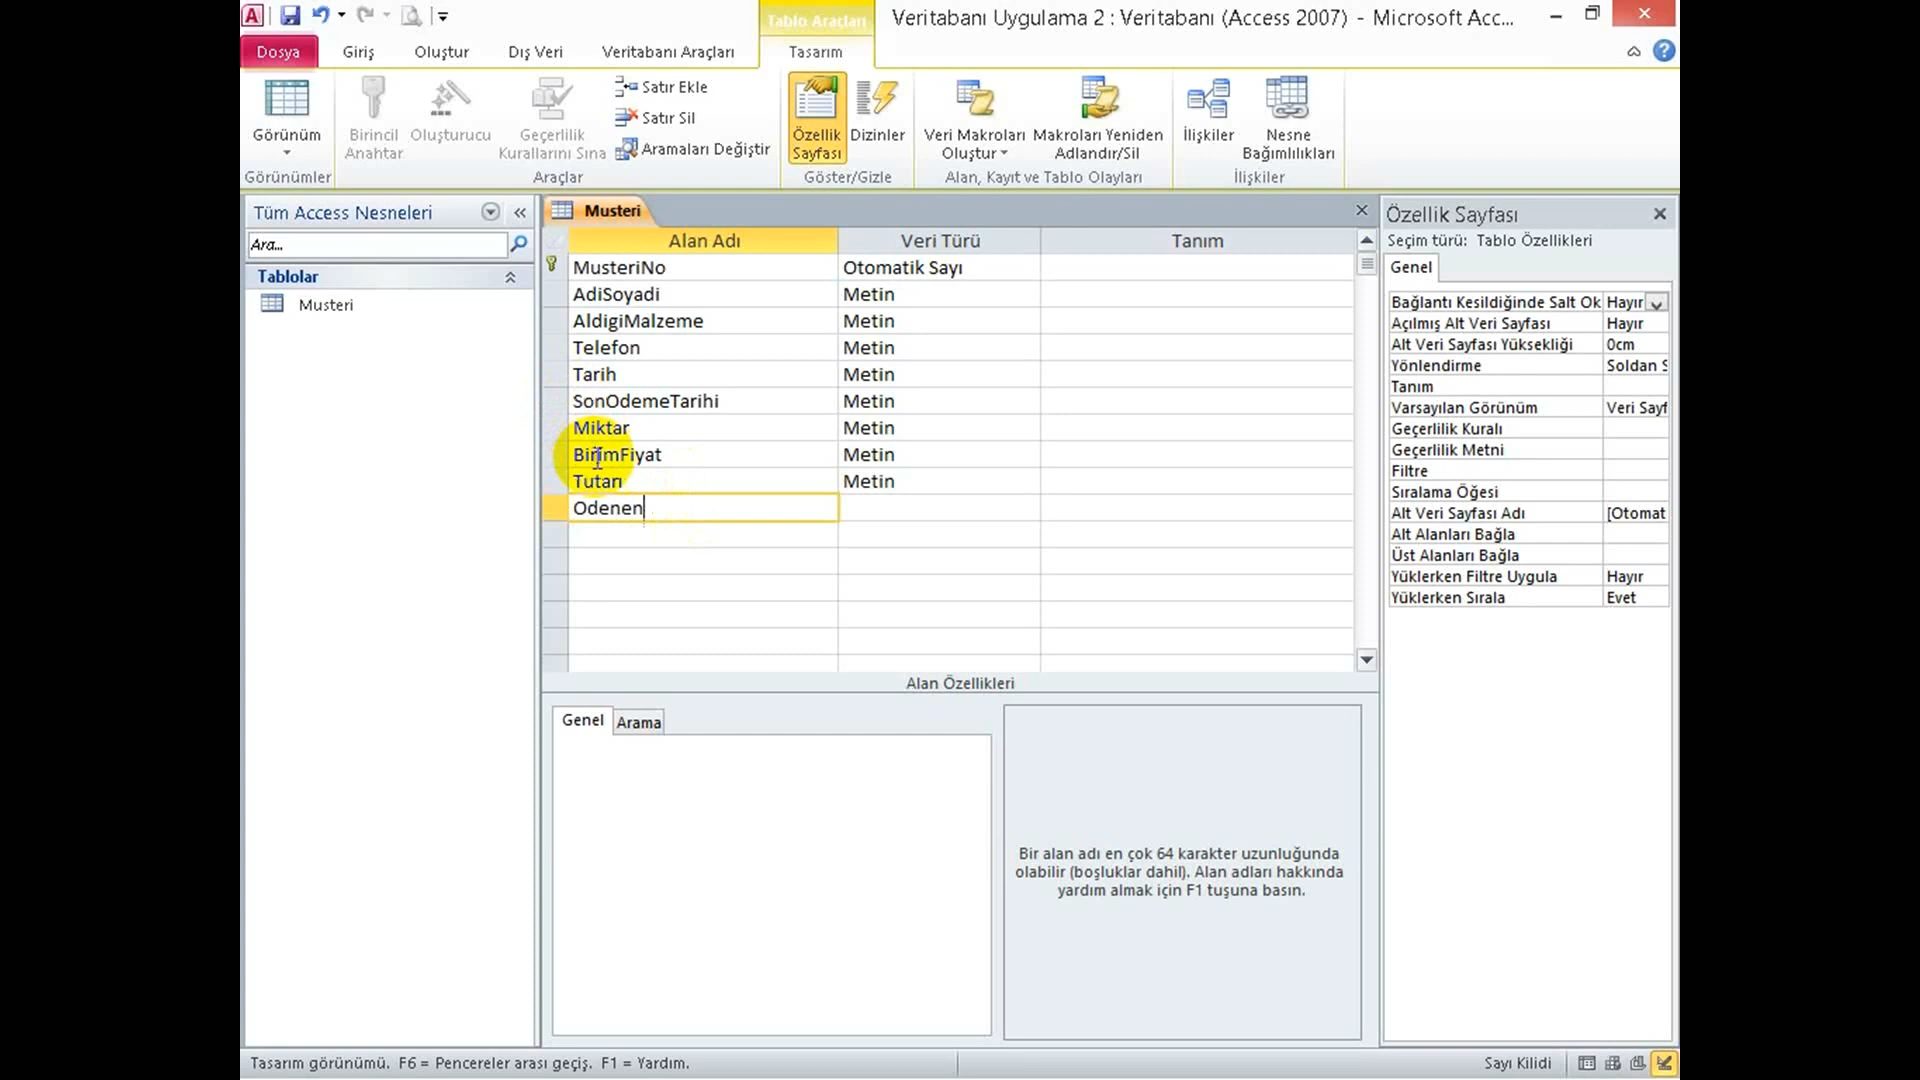 Tablo Araçları
Veritabanı Uygulama 2 : Veritabanı (Access 2007) - Microsoft Acc...
Dosya Giriş Oluştur Dış Veri Veritabanı Araçları Tasarım
Görünüm
Birincil Anahtar
Oluşturucu
Geçerlilik Kurallarını Sına
Satır Ekle
Satır Sil
Aramaları Değiştir
Özellik Sayfası
Dizinler
Veri Makroları Oluştur
Makroları Yeniden Adlandır/Sil
İlişkiler
Nesne Bağımlılıkları
Görünümler Araçlar Göster/Gizle Alan, Kayıt ve Tablo Olayları İlişkiler
Tüm Access Nesneleri
Ara...
Tablolar
Musteri
Musteri
Alan Adı Veri Türü Tanım
MusteriNo Otomatik Sayı
AdiSoyadi Metin
AldigiMalzeme Metin
Telefon Metin
Tarih Metin
SonOdemeTarihi Metin
Miktar Metin
BirimFiyat Metin
Tutarı Metin
Odenen
Alan Özellikleri
Genel Arama
Bir alan adı en çok 64 karakter uzunluğunda
olabilir (boşluklar dahil). Alan adları hakkında
yardım almak için F1 tuşuna basın.
Özellik Sayfası
Seçim türü: Tablo Özellikleri
Genel
Bağlantı Kesildiğinde Salt Ok Hayır
Açılmış Alt Veri Sayfası Hayır
Alt Veri Sayfası Yüksekliği 0cm
Yönlendirme Soldan S
Tanım
Varsayılan Görünüm Veri Sayf
Geçerlilik Kuralı
Geçerlilik Metni
Filtre
Sıralama Öğesi
Alt Veri Sayfası Adı [Otomat
Alt Alanları Bağla
Üst Alanları Bağla
Yüklerken Filtre Uygula Hayır
Yüklerken Sırala Evet
Tasarım görünümü. F6 = Pencereler arası geçiş. F1 = Yardım.
Sayı Kilidi